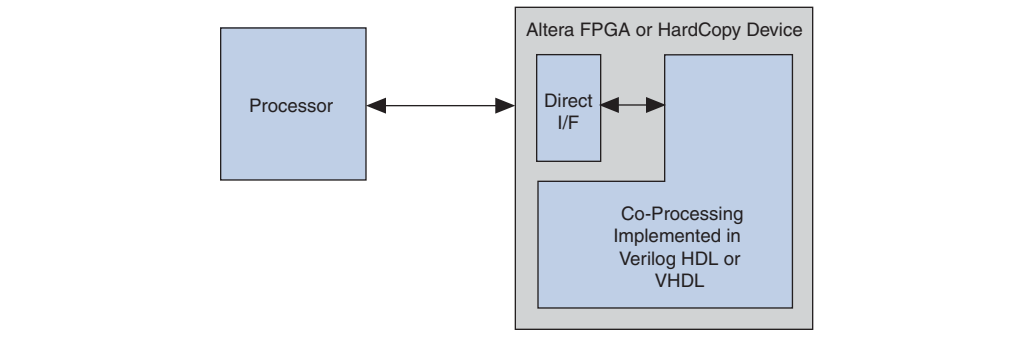 Altera FPGA or HardCopy Device
Processor
Direct
I/F
Co-Processing
Implemented in
Verilog HDL or
VHDL